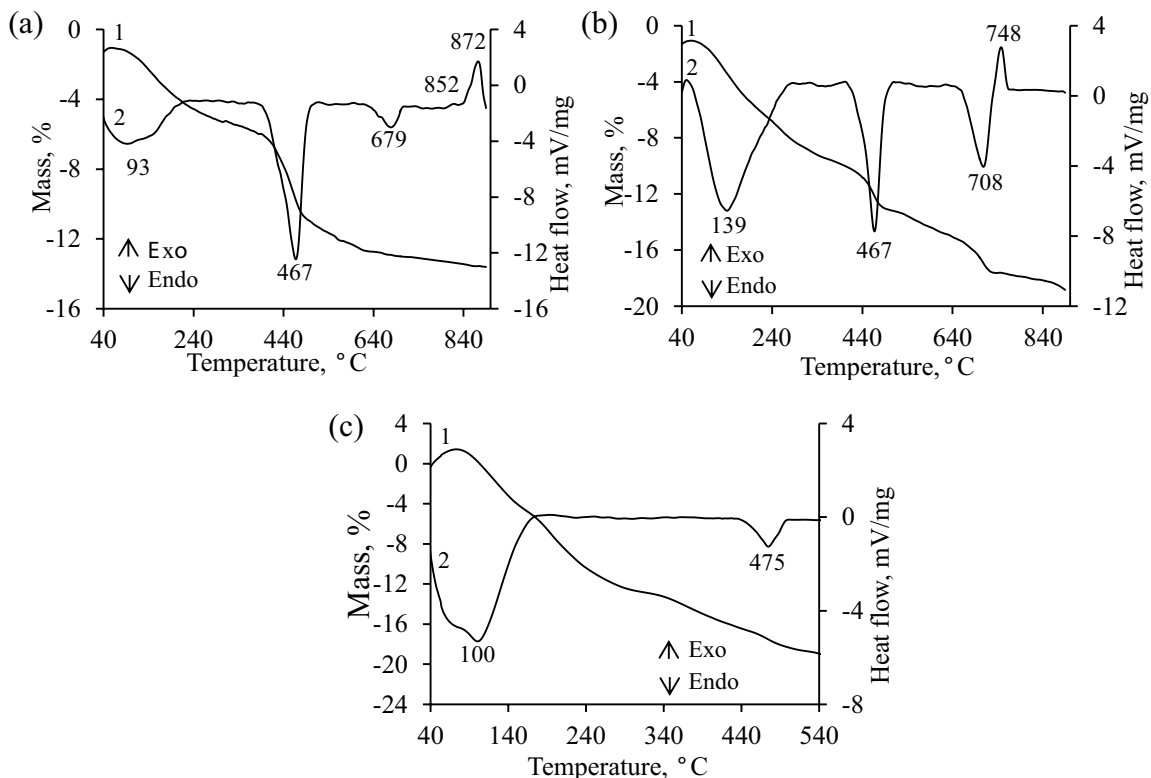 (a)
0
-4
-8
-12
-16
Mass, %
1
2
93
467
679
852
872
Exo
Endo
4
0
-4
-8
-12
-16
Heat flow, mV/mg
40 240 440 640 840
Temperature, °C
(b)
0
-4
-8
-12
-16
-20
Mass, %
1
2
139
467
708
748
Exo
Endo
4
0
-4
-8
-12
Heat flow, mV/mg
40 240 440 640 840
Temperature, °C
(c)
4
0
-4
-8
-12
-16
-20
-24
Mass, %
1
2
100
475
Exo
Endo
4
0
-4
-8
Heat flow, mV/mg
40 140 240 340 440 540
Temperature, °C